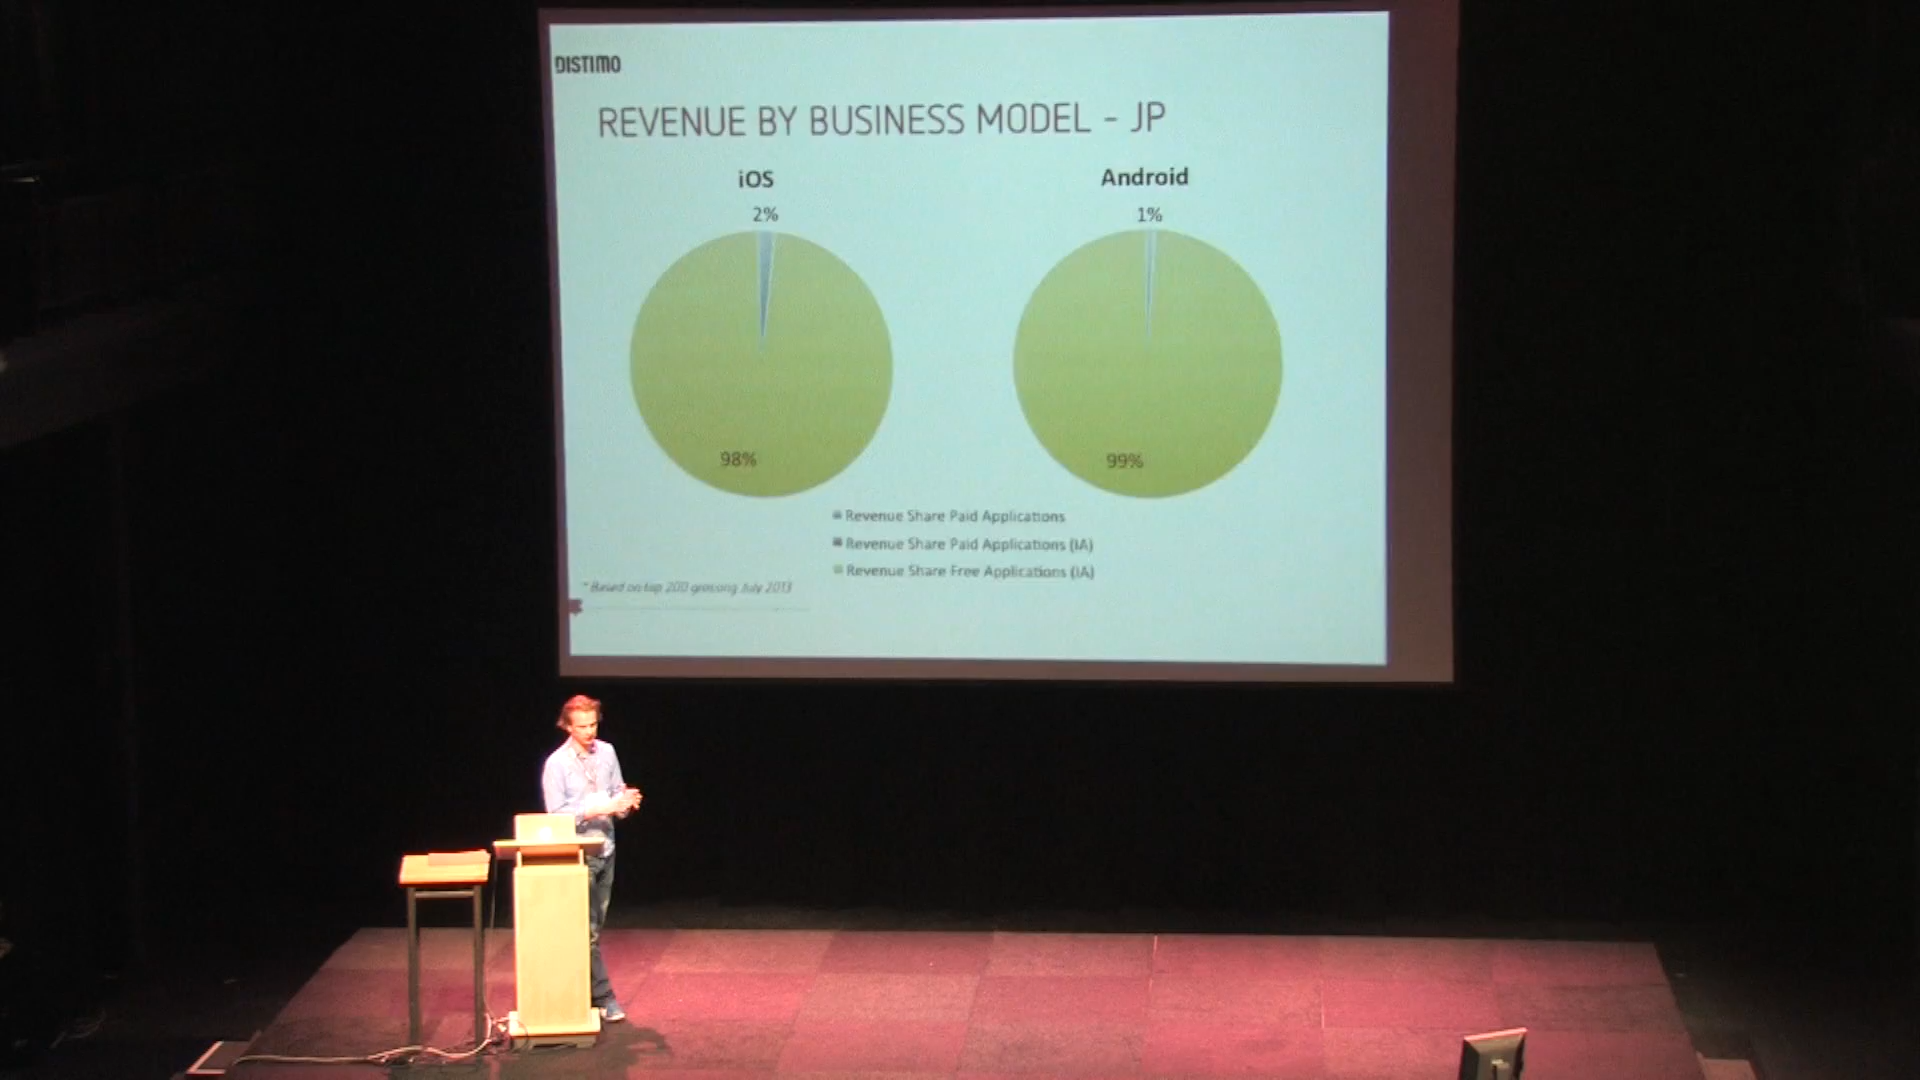 DISTIMO
REVENUE BY BUSINESS MODEL - JP
iOS
Android
2%
1%
98%
99%
Revenue Share Paid Applications
Revenue Share Paid Applications (IA)
Revenue Share Free Applications (IA)
* Based on top 200 grossing July 2013